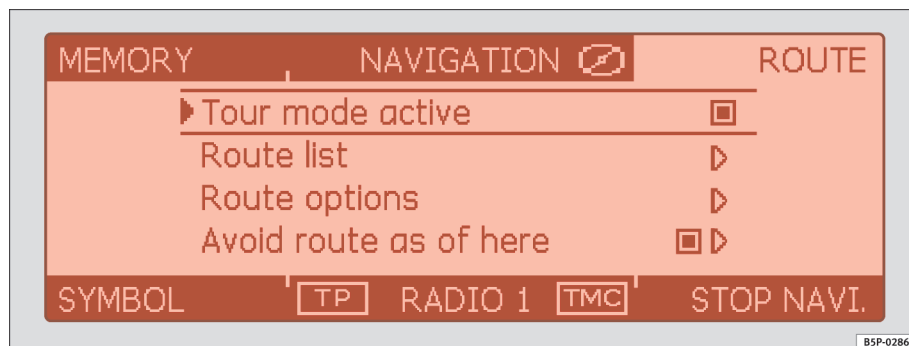 MEMORY NAVIGATION ROUTE
Tour mode active
Route list
Route options
Avoid route as of here
SYMBOL TP RADIO 1 TMC STOP NAVI.
B5P-0286